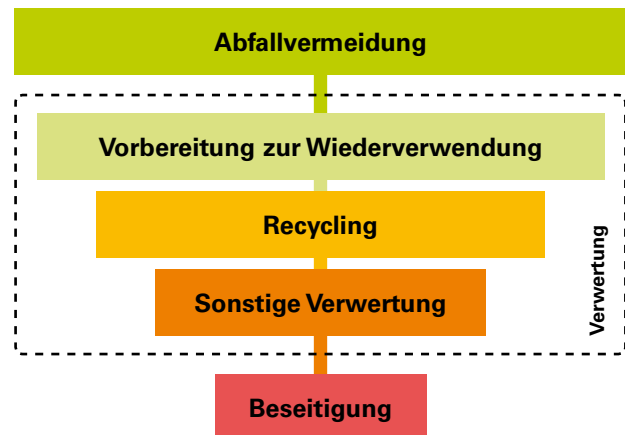 Abfallvermeidung
Vorbereitung zur Wiederverwendung
Recycling
Sonstige Verwertung
Verwertung
Beseitigung